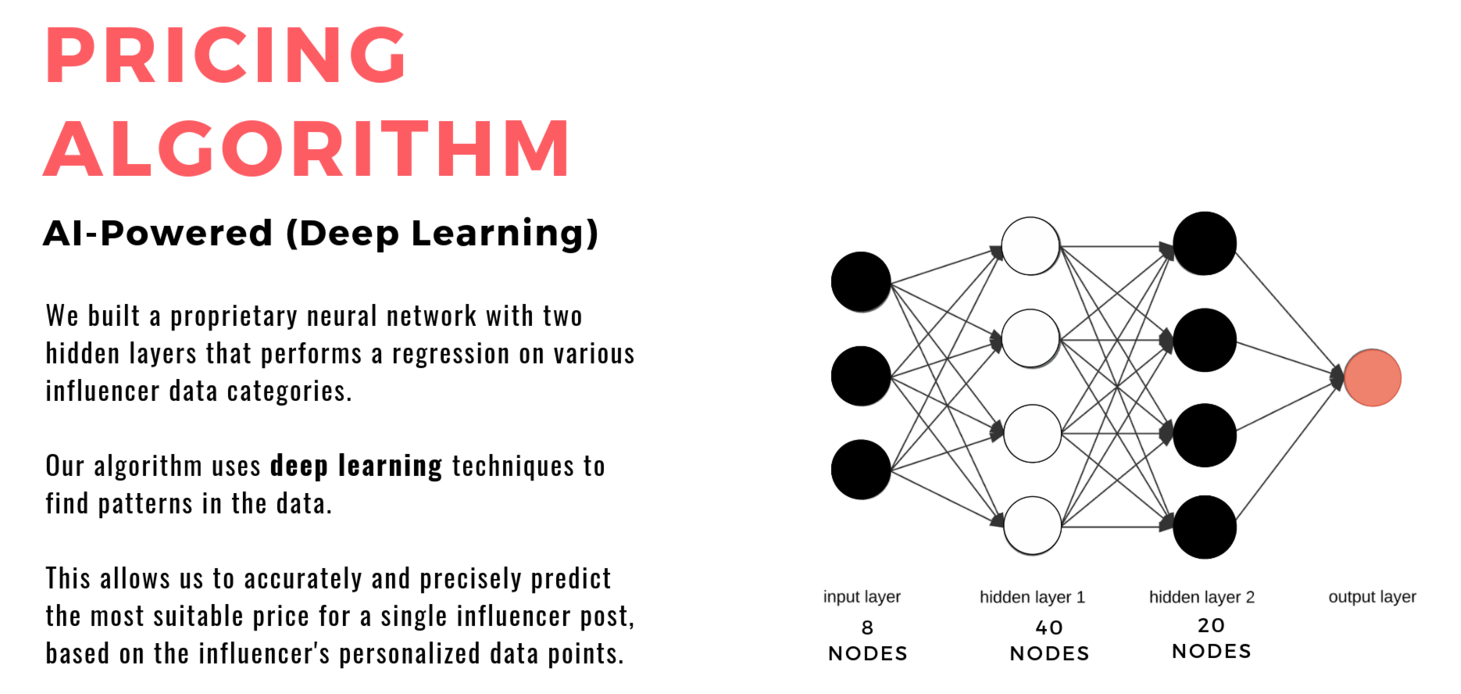 PRICING
ALGORITHM
AI-Powered (Deep Learning)
We built a proprietary neural network with two
hidden layers that performs a regression on various
influencer data categories.
Our algorithm uses deep learning techniques to
find patterns in the data.
This allows us to accurately and precisely predict
the most suitable price for a single influencer post,
based on the influencer's personalized data points.
input layer
8
NODES
hidden layer 1
40
NODES
hidden layer 2
20
NODES
output layer